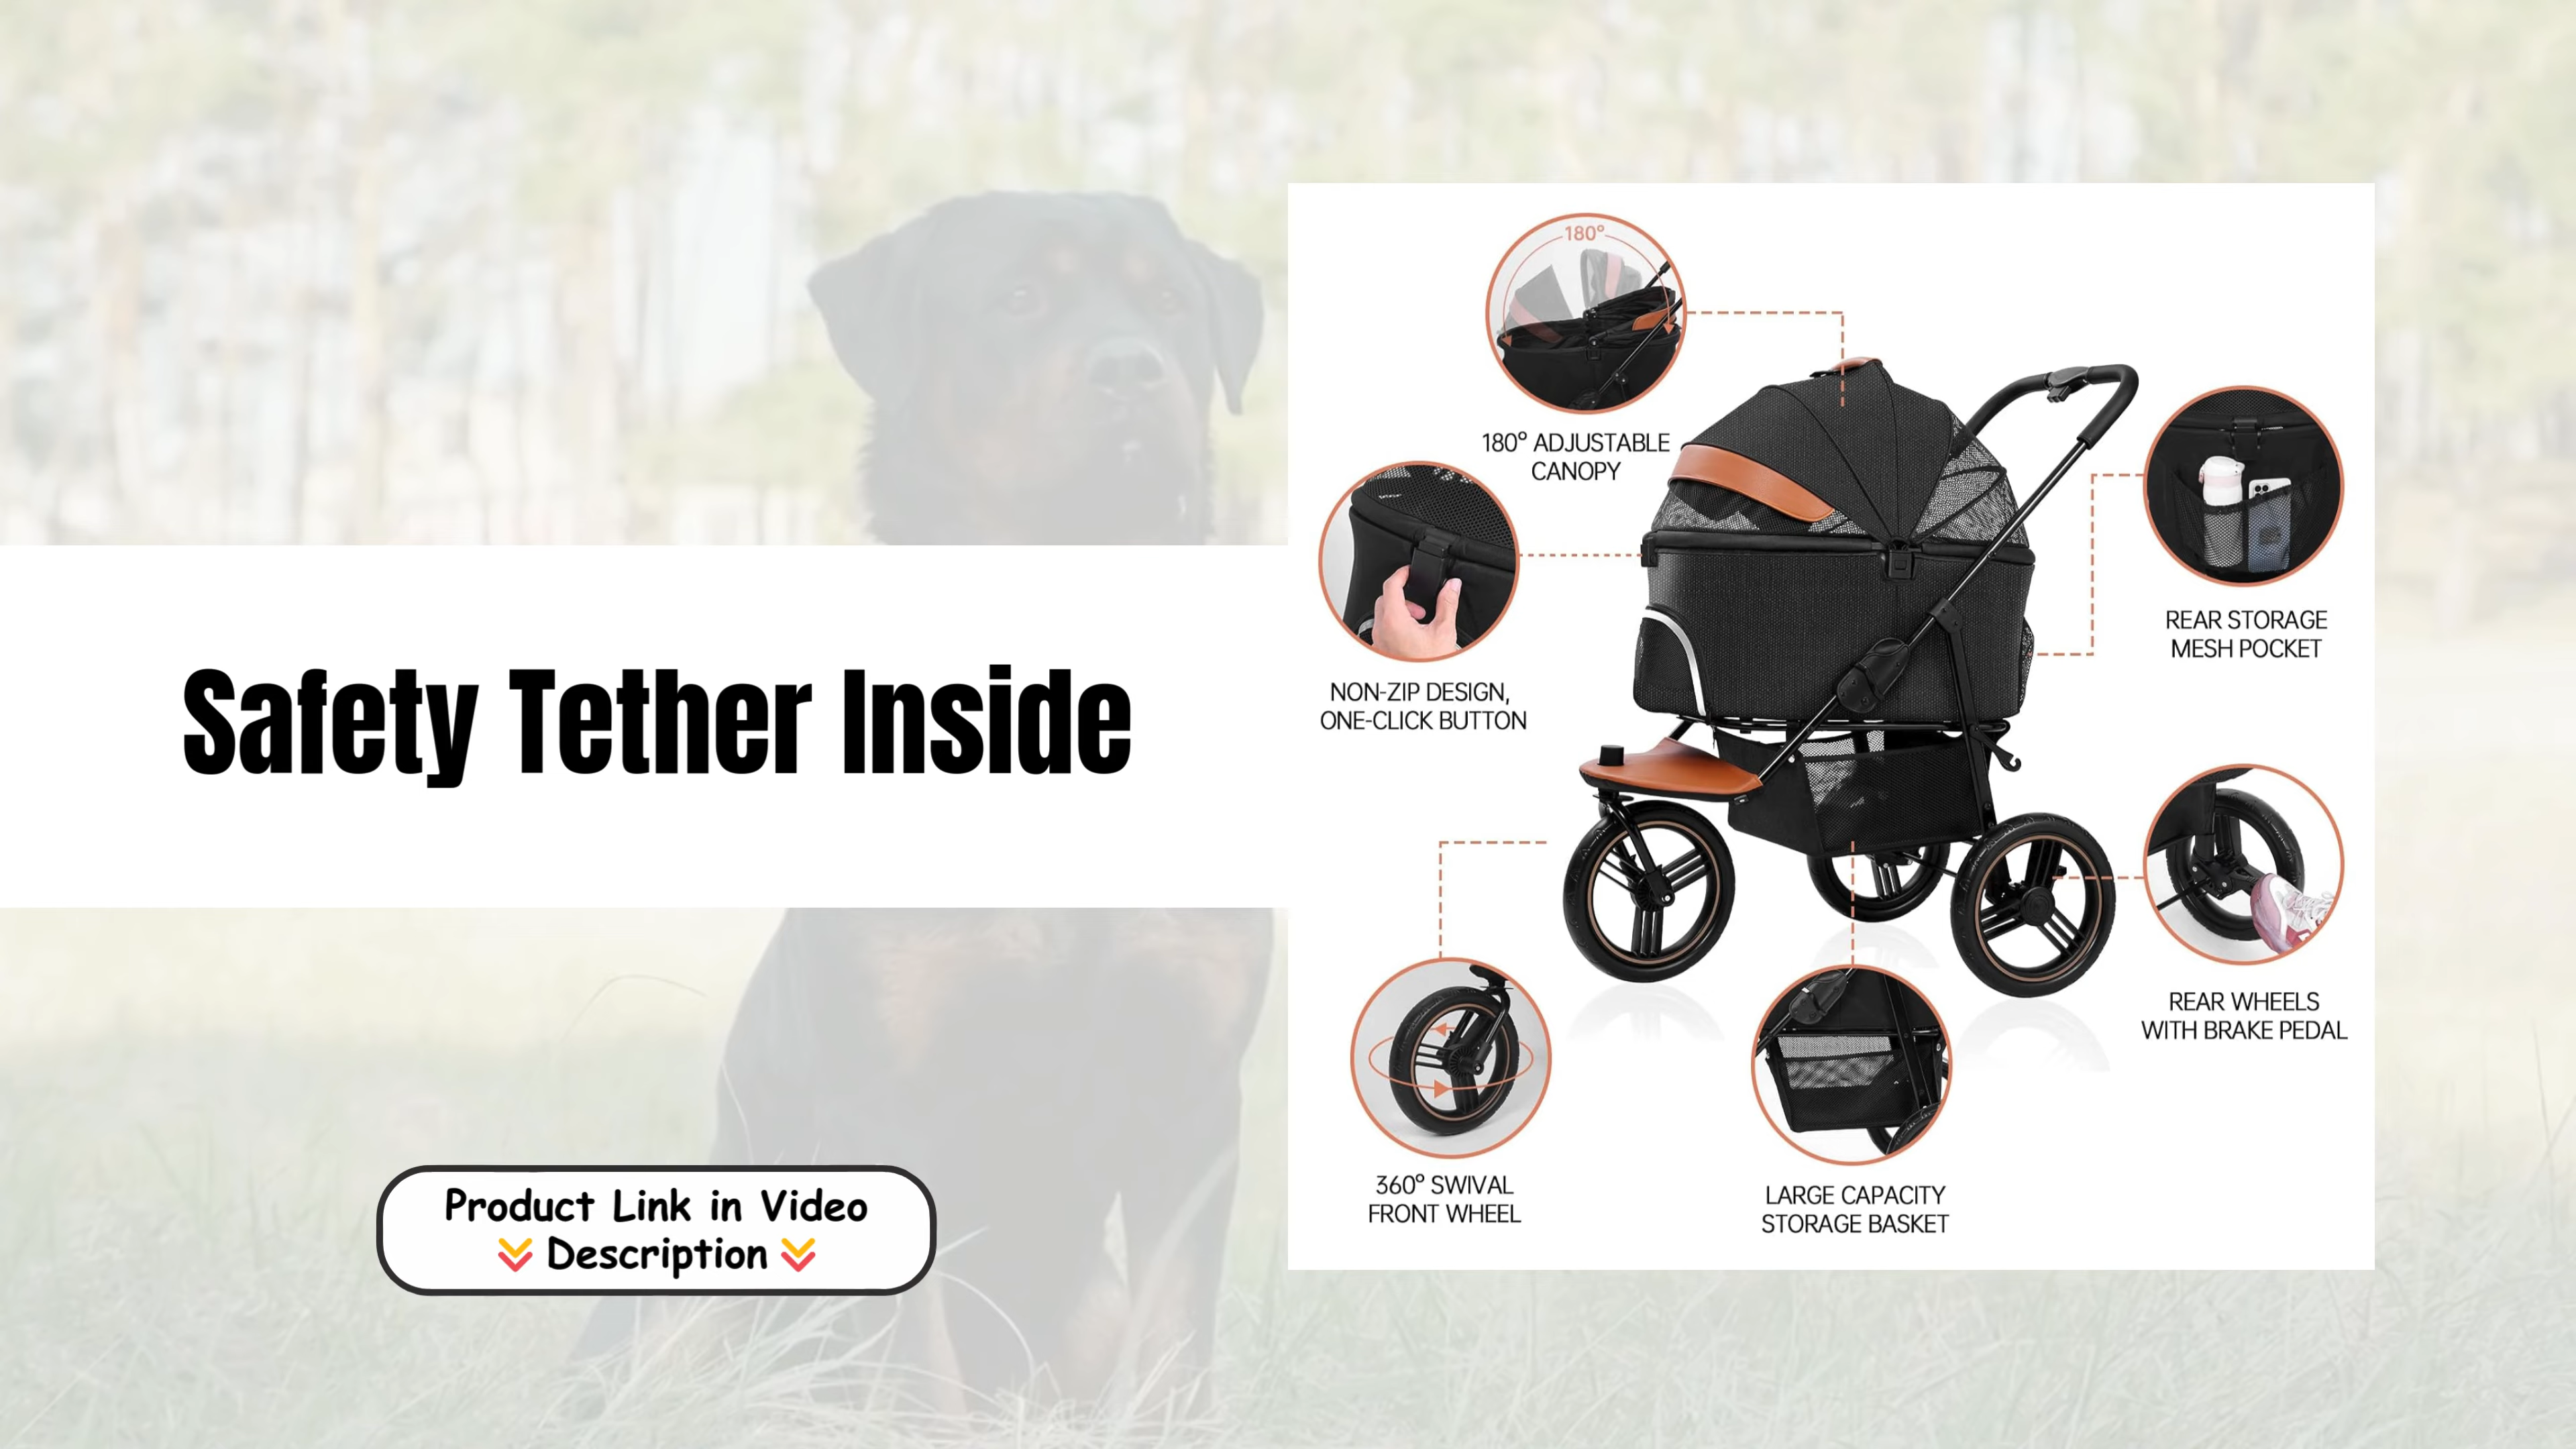 Safety Tether Inside
Product Link in Video
Description
180°
180° ADJUSTABLE
CANOPY
NON-ZIP DESIGN,
ONE-CLICK BUTTON
REAR STORAGE
MESH POCKET
REAR WHEELS
WITH BRAKE PEDAL
360° SWIVAL
FRONT WHEEL
LARGE CAPACITY
STORAGE BASKET